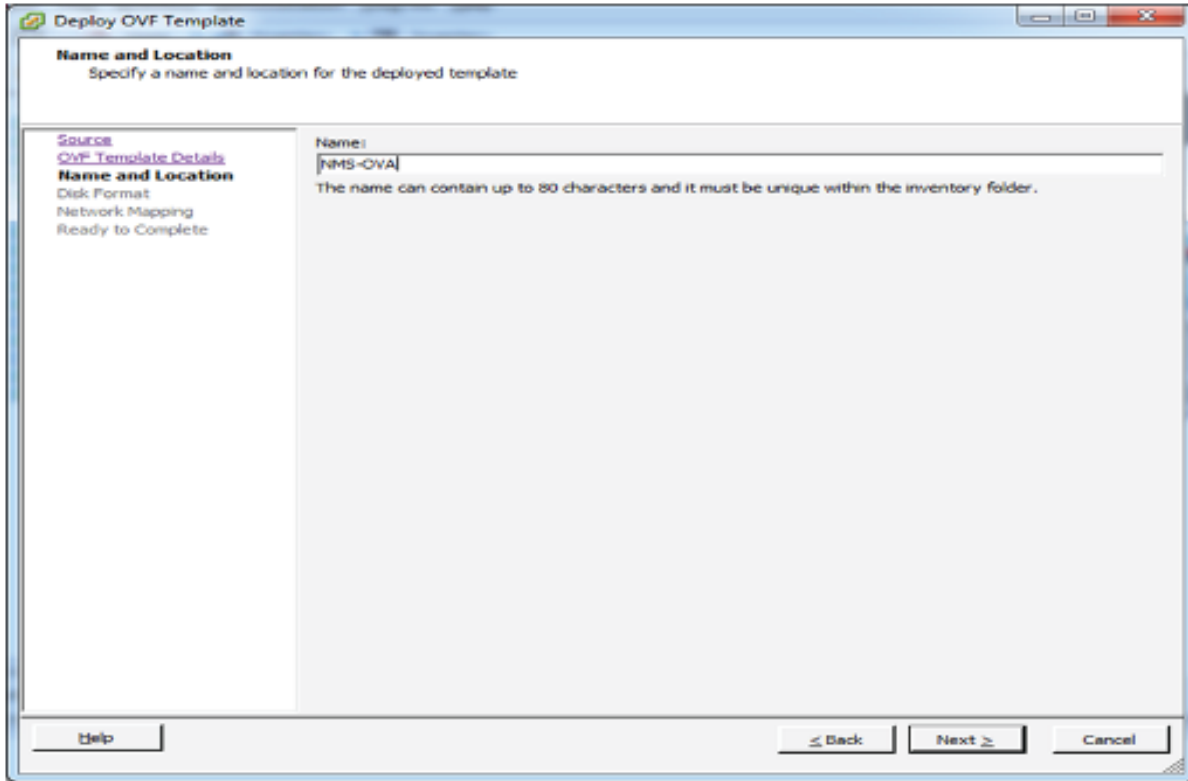 Deploy OVF Template
Name and Location
Specify a name and location for the deployed template
Source
OVF Template Details
Name and Location
Disk Format
Network Mapping
Ready to Complete
Name:
NMS-OVA
The name can contain up to 80 characters and it must be unique within the inventory folder.
Help
< Back
Next >
Cancel